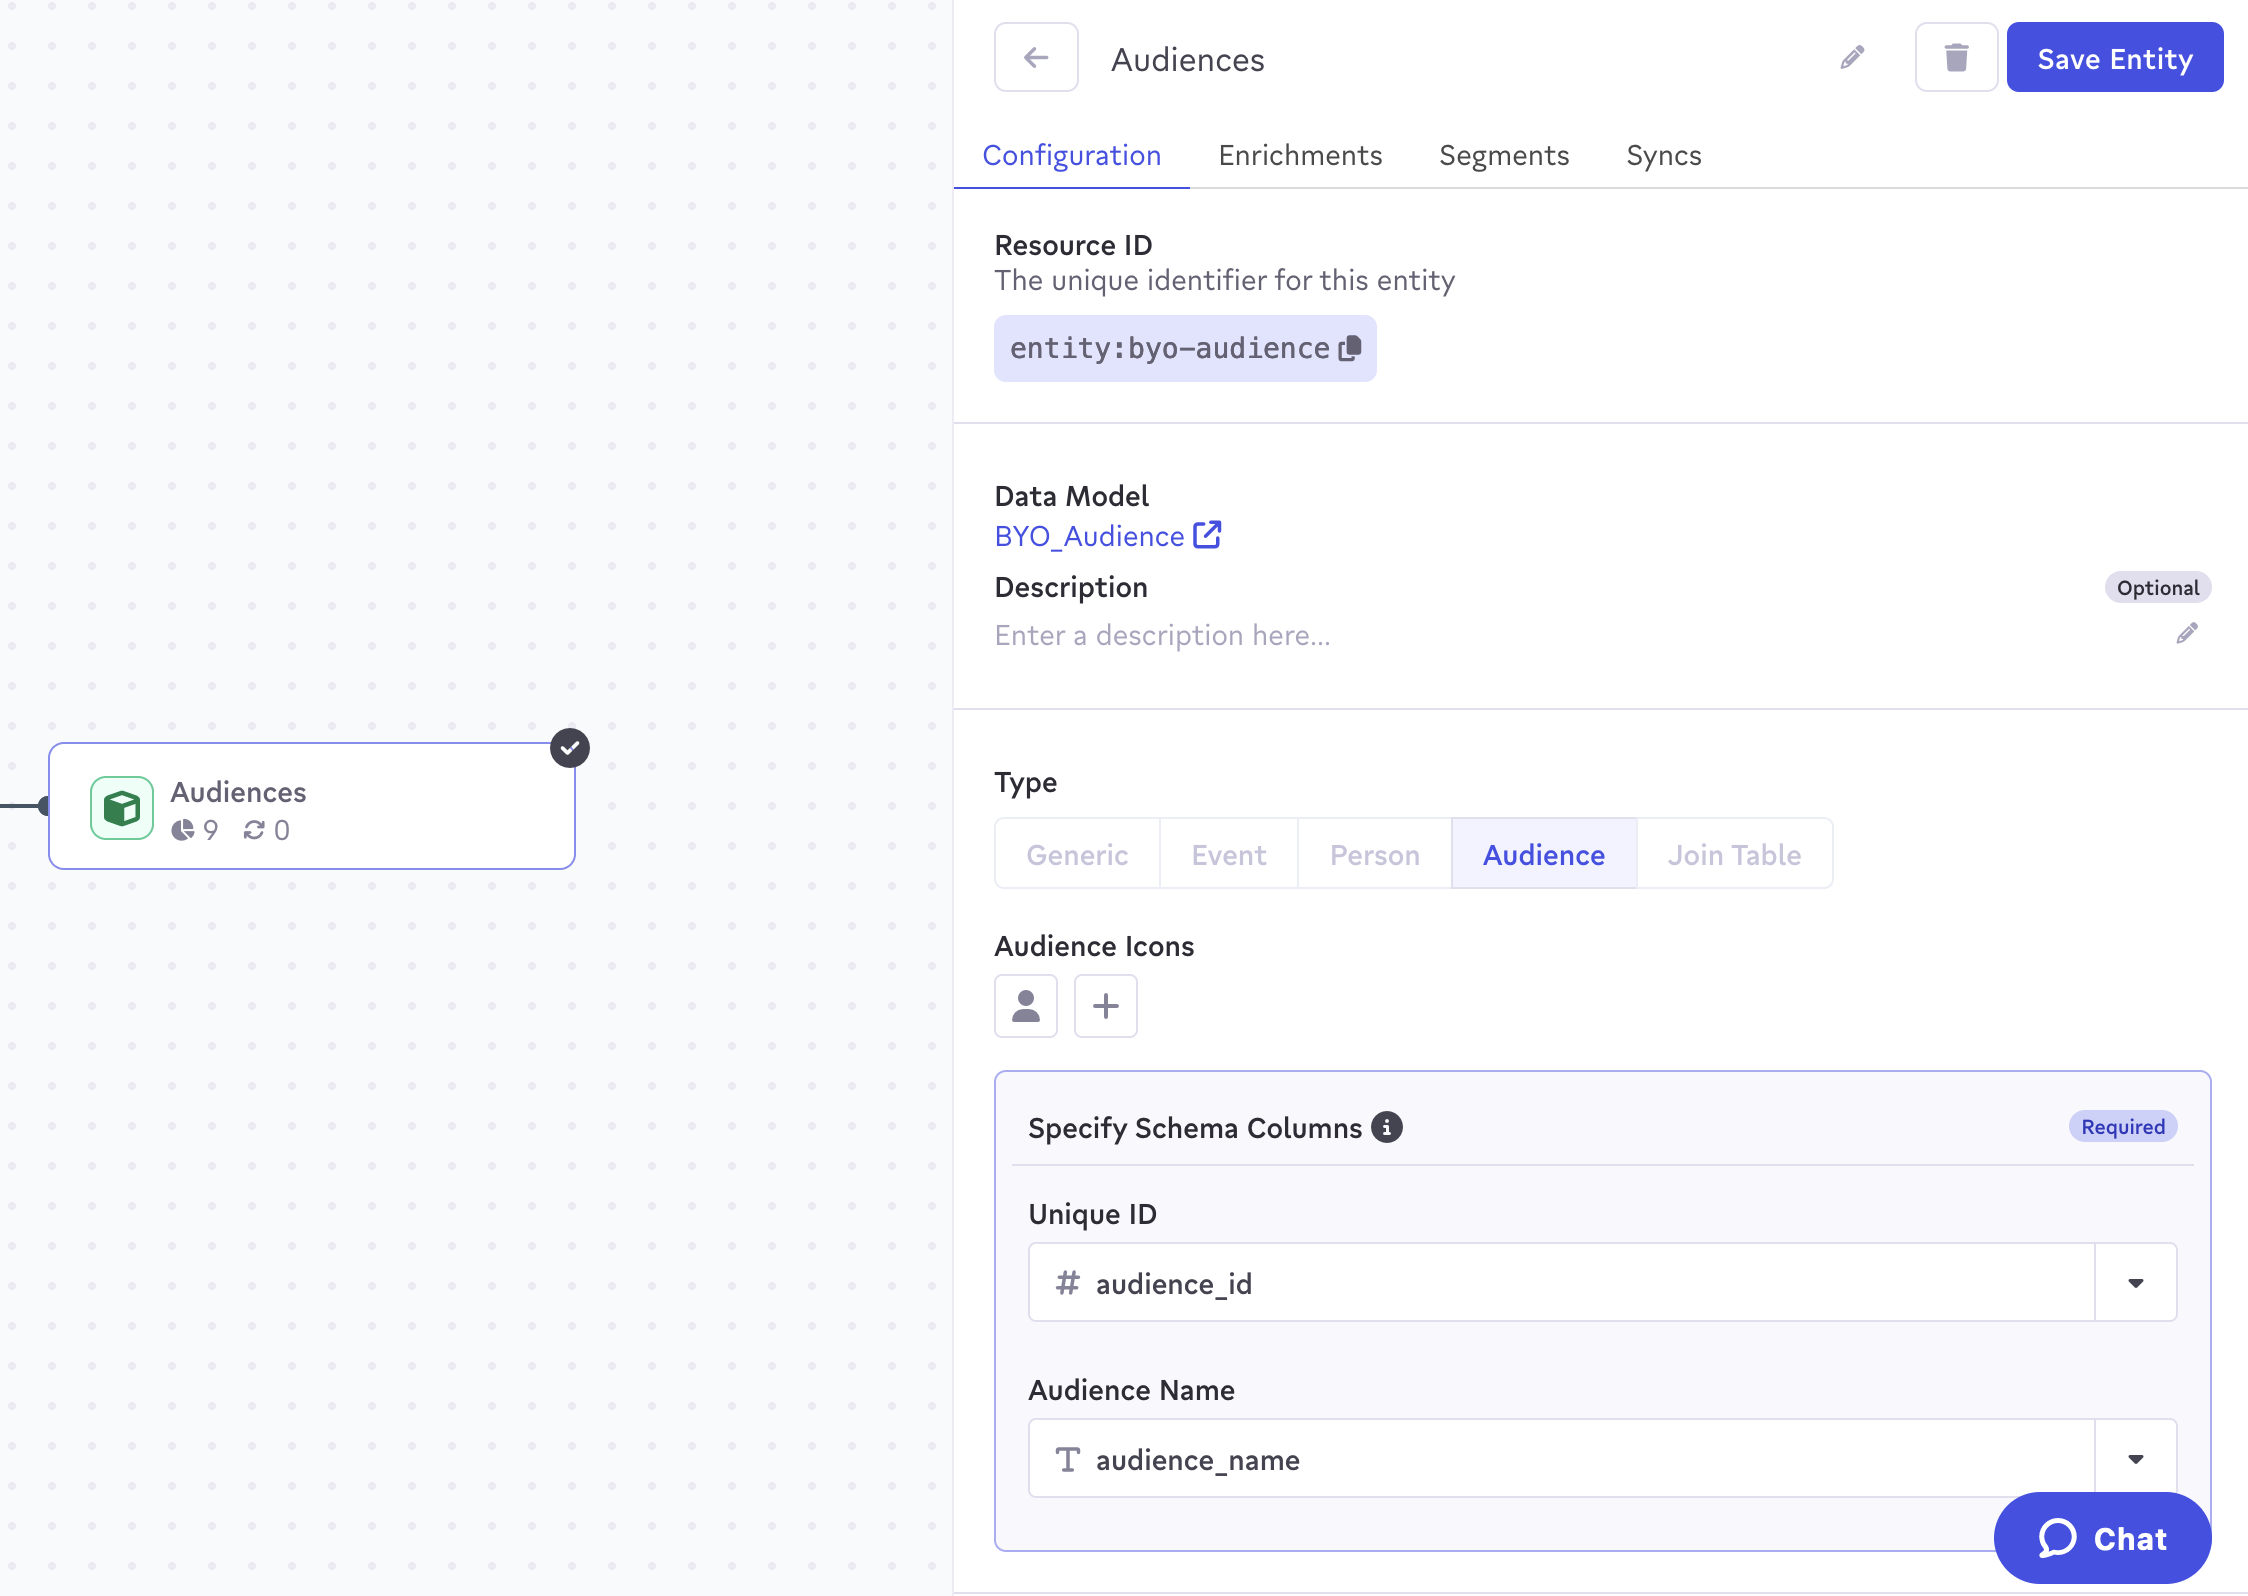 Audiences
Save Entity
Configuration
Enrichments
Segments
Syncs
Resource ID
The unique identifier for this entity
entity:byo-audience
Data Model
BYO_Audience
Description
Optional
Enter a description here...
Audiences
9
0
Type
Generic
Event
Person
Audience
Join Table
Audience Icons
Specify Schema Columns
Required
Unique ID
# audience_id
Audience Name
T audience_name
Chat